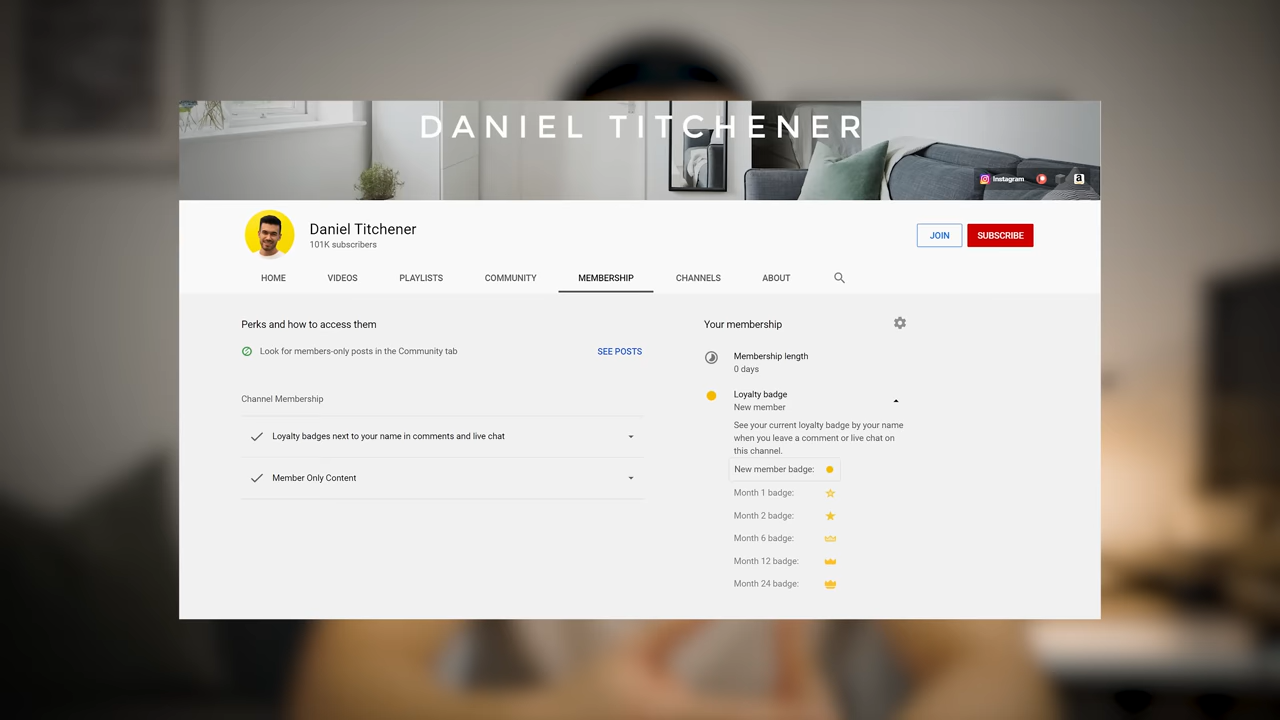 DANIEL TITCHENER
Instagram
Daniel Titchener
101K subscribers
JOIN
SUBSCRIBE
HOME
VIDEOS
PLAYLISTS
COMMUNITY
MEMBERSHIP
CHANNELS
ABOUT
Perks and how to access them
Look for members-only posts in the Community tab
SEE POSTS
Channel Membership
Loyalty badges next to your name in comments and live chat
Member Only Content
Your membership
Membership length
0 days
Loyalty badge
New member
See your current loyalty badge by your name
when you leave a comment or live chat on
this channel.
New member badge:
Month 1 badge:
Month 2 badge:
Month 6 badge:
Month 12 badge:
Month 24 badge: